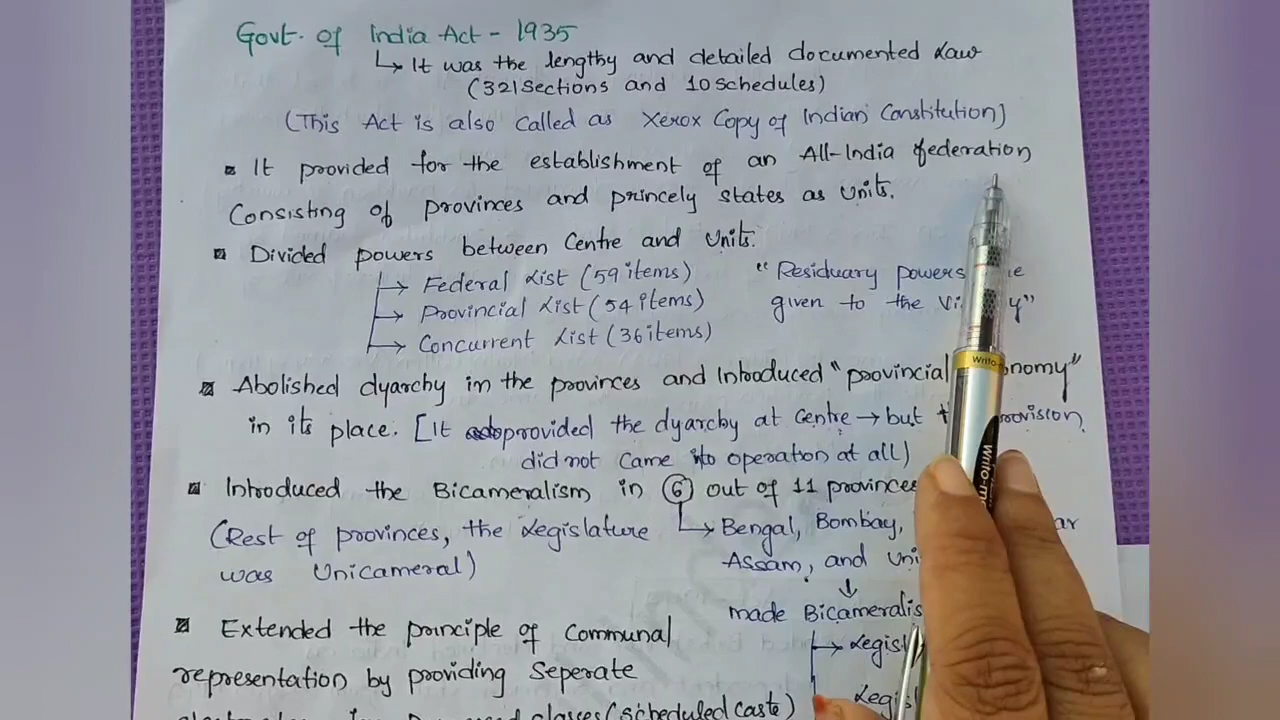 Govt. of India Act - 1935
↳ It was the lengthy and detailed documented Law
(321 Sections and 10 Schedules)
(This Act is also called as Xerox Copy of Indian Constitution)
It provided for the establishment of an All-India federation
Consisting of provinces and princely states as Units.
Divided powers between Centre and Units.
→ Federal List (59 items)
→ Provincial List (54 items)
→ Concurrent List (36 items)
"Residuary powers
given to the
Abolished dyarchy in the provinces and Introduced "provincial
in its place. [It provided the dyarchy at Centre → but
did not came into operation at all)
Introduced the Bicameralism in 6 out of 11 provinces
(Rest of provinces, the Legislature
was Unicameral)
→ Bengal, Bombay,
Assam, and
made
Extended the principle of Communal
representation by providing Seperate
classes (scheduled caste)
Write-